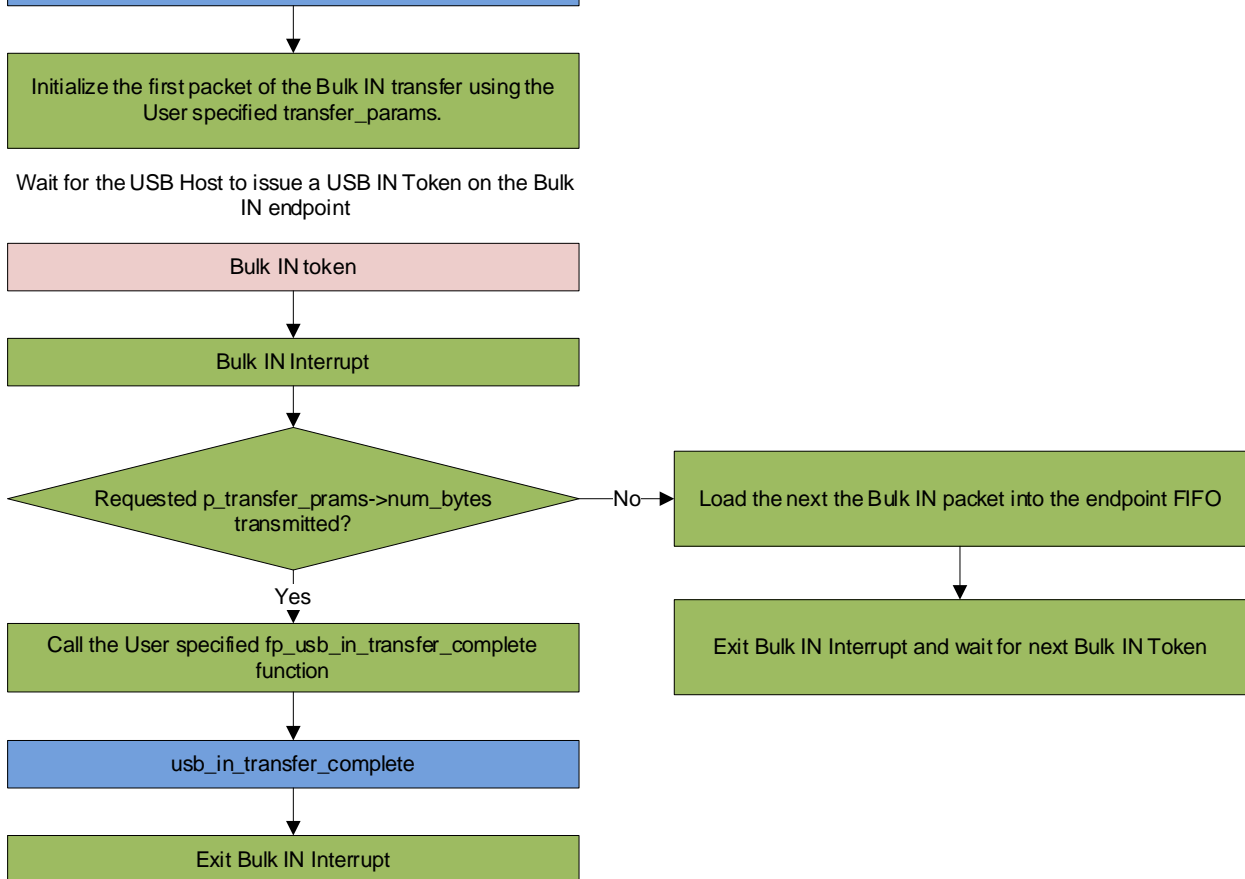 Initialize the first packet of the Bulk IN transfer using the
User specified transfer_params.
Wait for the USB Host to issue a USB IN Token on the Bulk
IN endpoint
Bulk IN token
Bulk IN Interrupt
Requested p_transfer_prams->num_bytes
transmitted?
No
Load the next the Bulk IN packet into the endpoint FIFO
Yes
Call the User specified fp_usb_in_transfer_complete
function
Exit Bulk IN Interrupt and wait for next Bulk IN Token
usb_in_transfer_complete
Exit Bulk IN Interrupt